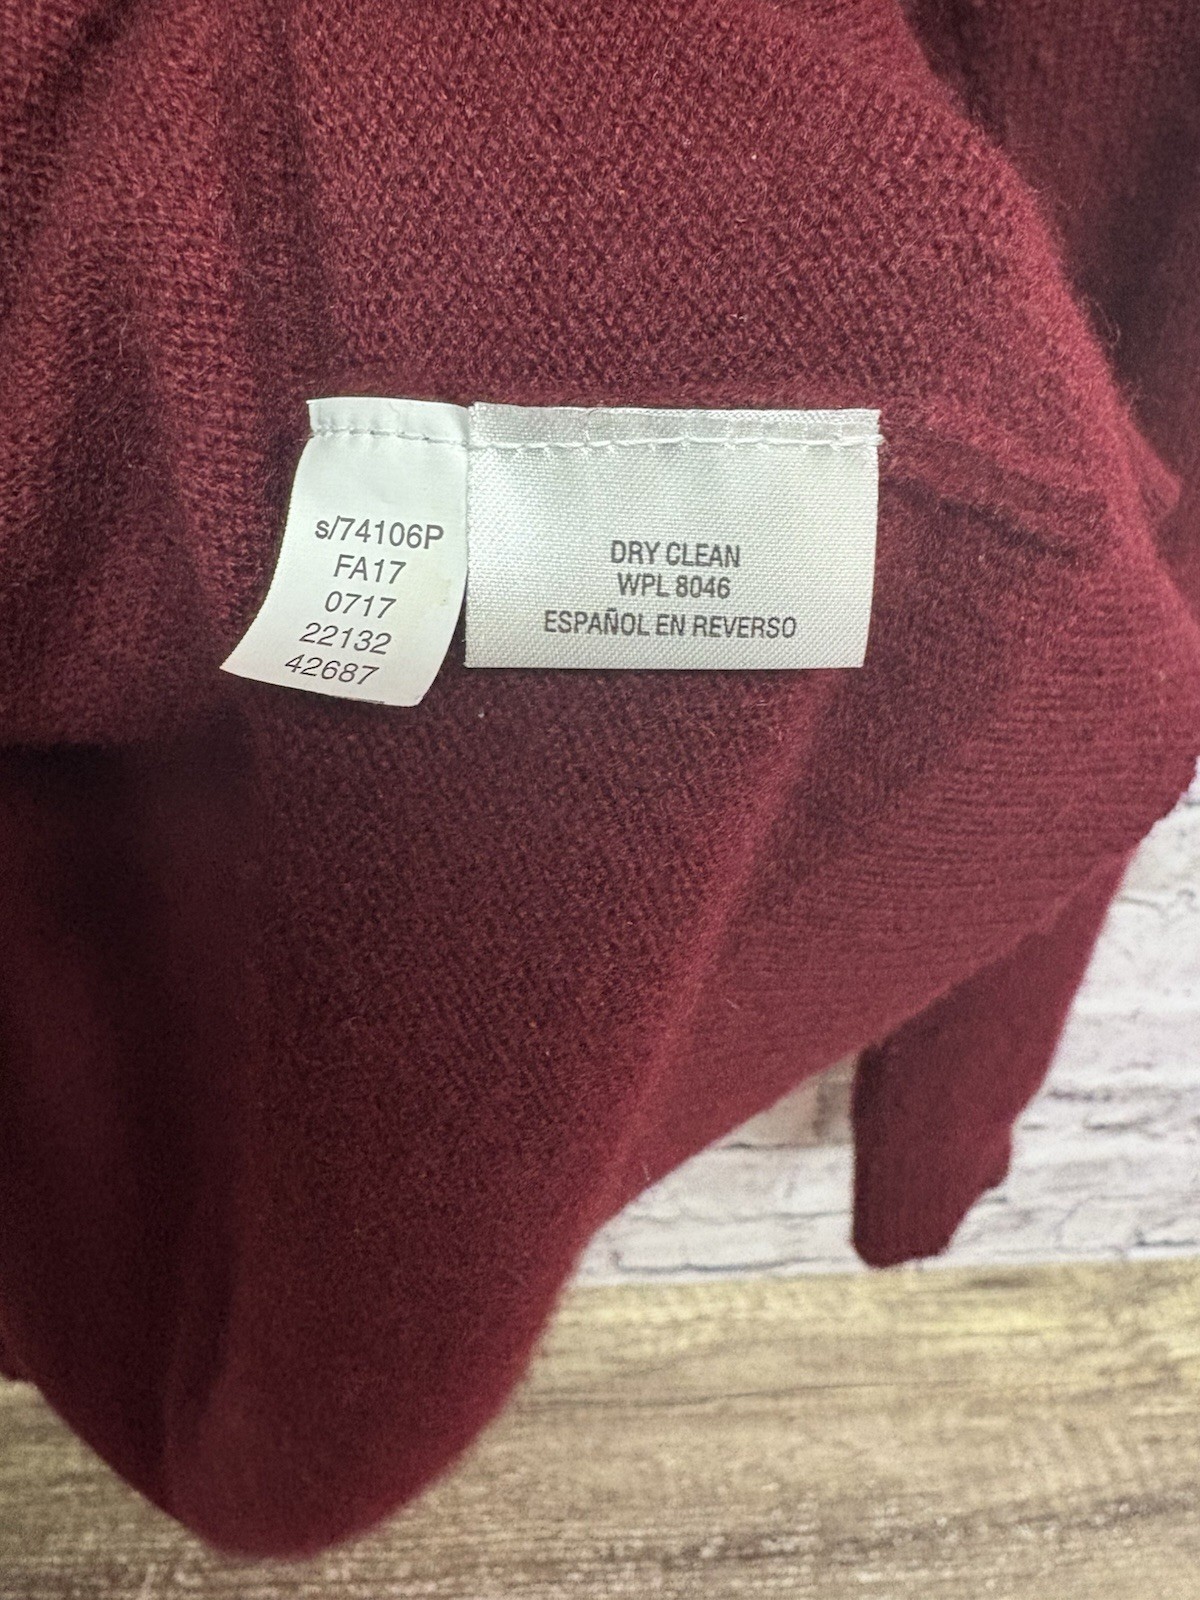 s/74106P
FA17
0717
22132
42687
DRY CLEAN
WPL 8046
ESPAÑOL EN REVERSO